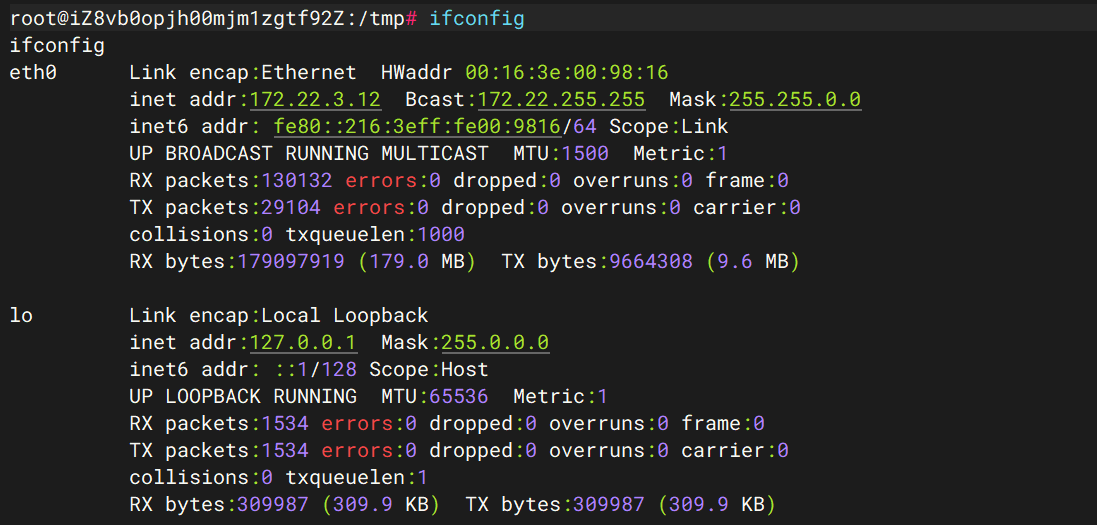 root@iZ8vb0opjh00mjm1zgtf92Z:/tmp# ifconfig
ifconfig
eth0      Link encap:Ethernet  HWaddr 00:16:3e:00:98:16
          inet addr:172.22.3.12  Bcast:172.22.255.255  Mask:255.255.0.0
          inet6 addr: fe80::216:3eff:fe00:9816/64 Scope:Link
          UP BROADCAST RUNNING MULTICAST  MTU:1500  Metric:1
          RX packets:130132 errors:0 dropped:0 overruns:0 frame:0
          TX packets:29104 errors:0 dropped:0 overruns:0 carrier:0
          collisions:0 txqueuelen:1000
          RX bytes:179097919 (179.0 MB)  TX bytes:9664308 (9.6 MB)

lo        Link encap:Local Loopback
          inet addr:127.0.0.1  Mask:255.0.0.0
          inet6 addr: ::1/128 Scope:Host
          UP LOOPBACK RUNNING  MTU:65536  Metric:1
          RX packets:1534 errors:0 dropped:0 overruns:0 frame:0
          TX packets:1534 errors:0 dropped:0 overruns:0 carrier:0
          collisions:0 txqueuelen:1
          RX bytes:309987 (309.9 KB)  TX bytes:309987 (309.9 KB)